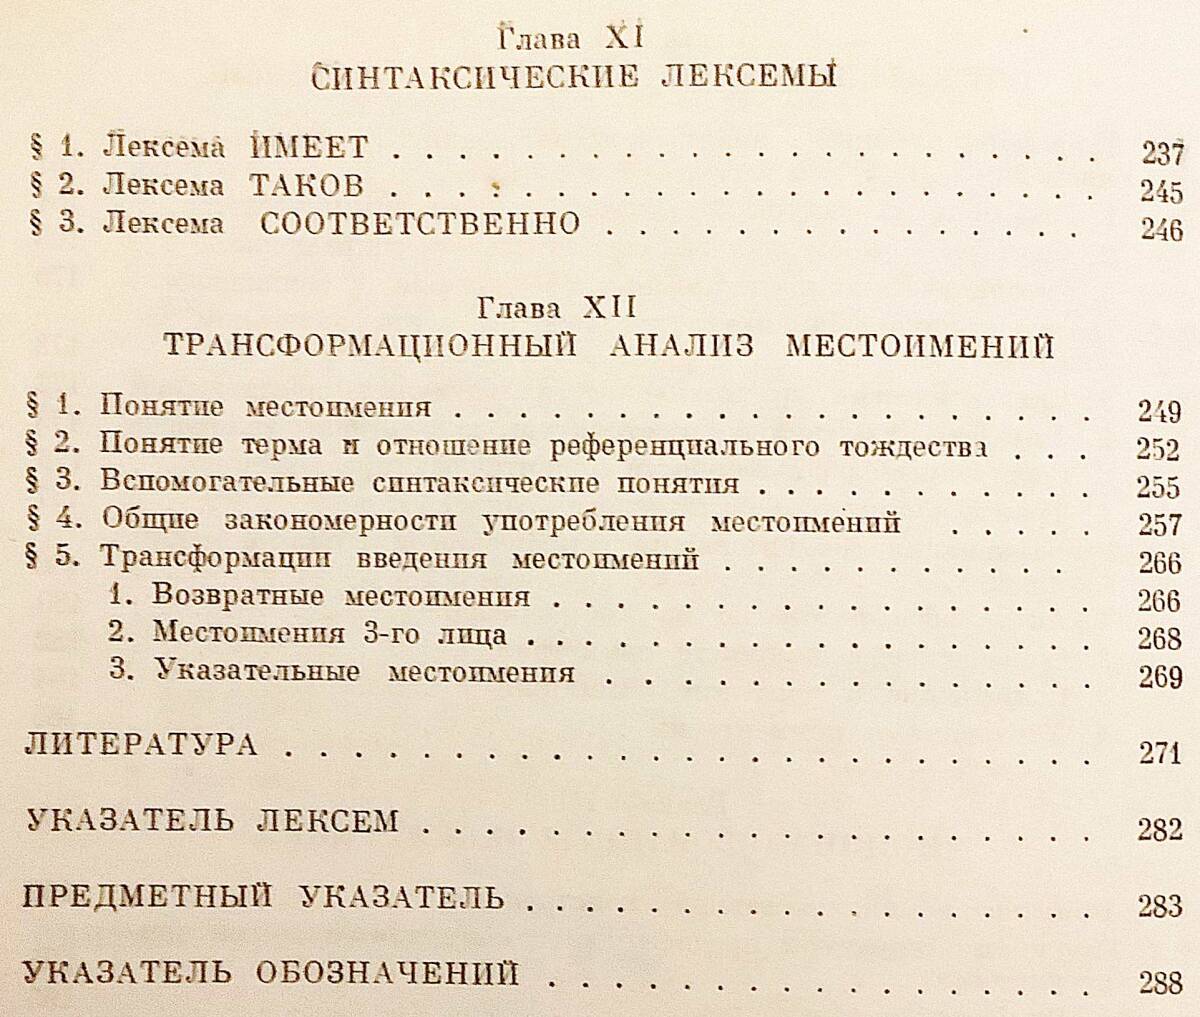 Глава XI
СИНТАКСИЧЕСКИЕ ЛЕКСЕМЫ
§ 1. Лексема ИМЕЕТ . . . . . . . . . . . . . . . . . . . . . 237
§ 2. Лексема ТАКОВ . . . . . . . . . . . . . . . . . . . . . 245
§ 3. Лексема СООТВЕТСТВЕННО . . . . . . . . . . . . . . 246
Глава XII
ТРАНСФОРМАЦИОННЫЙ АНАЛИЗ МЕСТОИМЕНИЙ
§ 1. Понятие местоимения . . . . . . . . . . . . . . . . . . . 249
§ 2. Понятие терма и отношение референциального тождества . . . 252
§ 3. Вспомогательные синтаксические понятия . . . . . . . . . . 255
§ 4. Общие закономерности употребления местоимений . . . . . 257
§ 5. Трансформации введения местоимений . . . . . . . . . . . 266
1. Возвратные местоимения . . . . . . . . . . . . . . . . 266
2. Местоимения 3-го лица . . . . . . . . . . . . . . . . . 268
3. Указательные местоимения . . . . . . . . . . . . . . 269
ЛИТЕРАТУРА . . . . . . . . . . . . . . . . . . . . . . . 271
УКАЗАТЕЛЬ ЛЕКСЕМ . . . . . . . . . . . . . . . . . . . 282
ПРЕДМЕТНЫЙ УКАЗАТЕЛЬ . . . . . . . . . . . . . . . . 283
УКАЗАТЕЛЬ ОБОЗНАЧЕНИЙ . . . . . . . . . . . . . . . 288